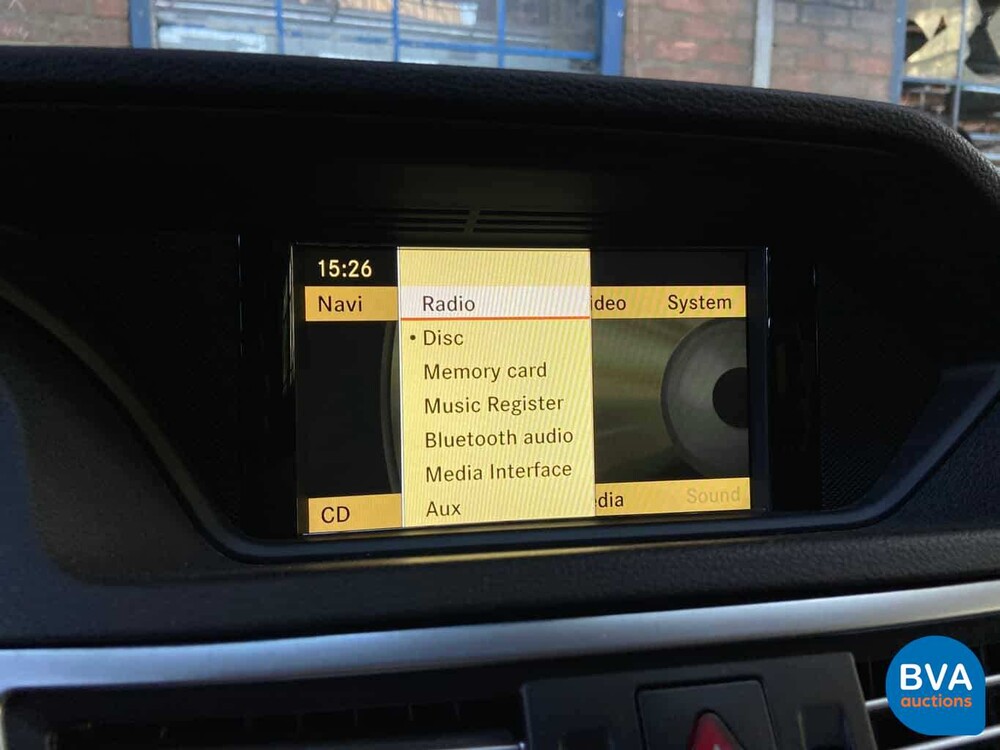 15:26
Navi
Radio
ideo
System
• Disc
Memory card
Music Register
Bluetooth audio
Media Interface
Aux
CD
edia
Sound
BVA
auctions